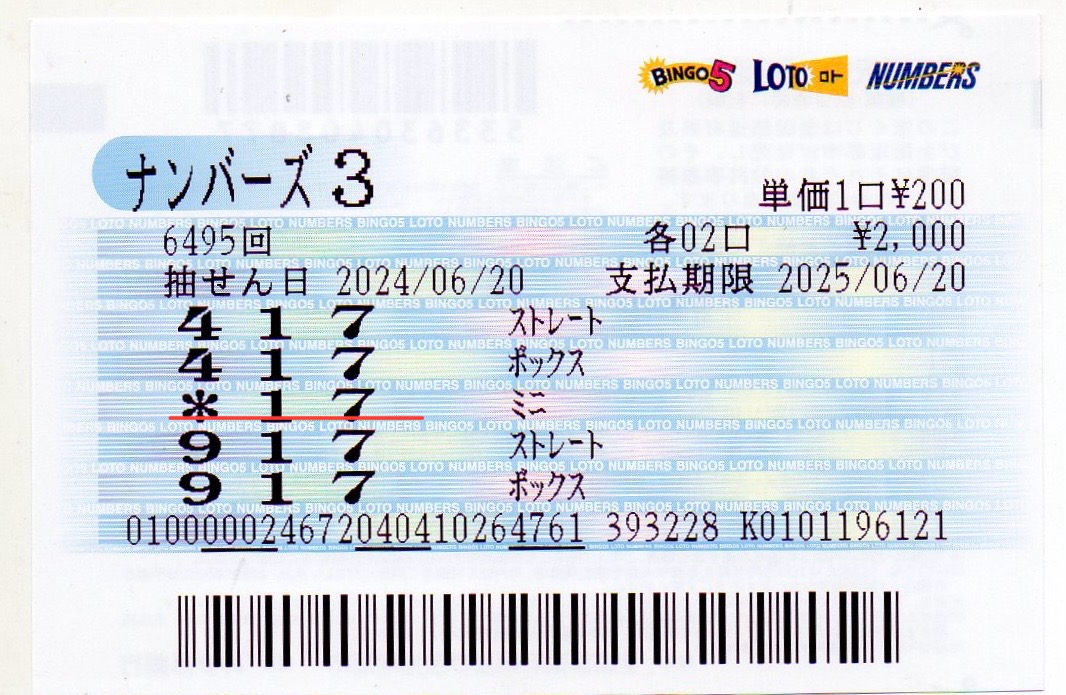 BINGO5 LOTO ロト NUMBERS
ナンバーズ3
単価1口¥200
6495回 各02口 ¥2,000
抽せん日 2024/06/20 支払期限 2025/06/20
4 1 7 ストレート
4 1 7 ボックス
* 1 7 ミニ
9 1 7 ストレート
9 1 7 ボックス
010000024672040410264761 393228 K0101196121